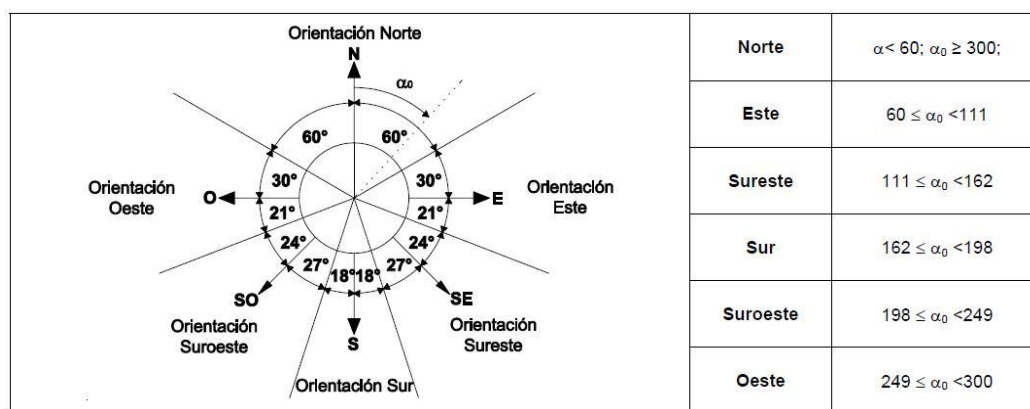 Orientación Norte
N
α₀
60°
60°
30°
30°
Orientación
Oeste
O
E
Orientación
Este
21°
21°
24°
24°
27°
18°
18°
27°
SO
SE
Orientación
Suroeste
S
Orientación
Sureste
Orientación Sur
Norte
α< 60; α₀ ≥ 300;
Este
60 ≤ α₀ <111
Sureste
111 ≤ α₀ <162
Sur
162 ≤ α₀ <198
Suroeste
198 ≤ α₀ <249
Oeste
249 ≤ α₀ <300